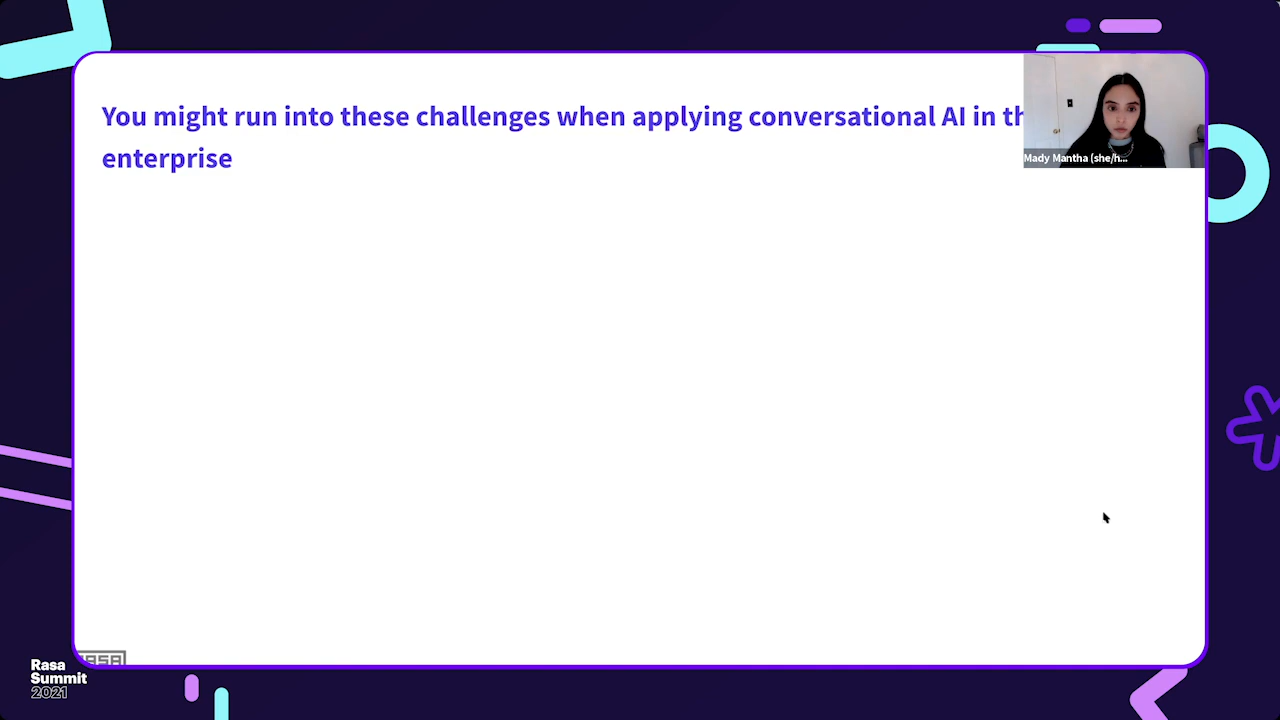 You might run into these challenges when applying conversational AI in th
enterprise
Mady Mantha (she/h...
RASA
Rasa
Summit
2021